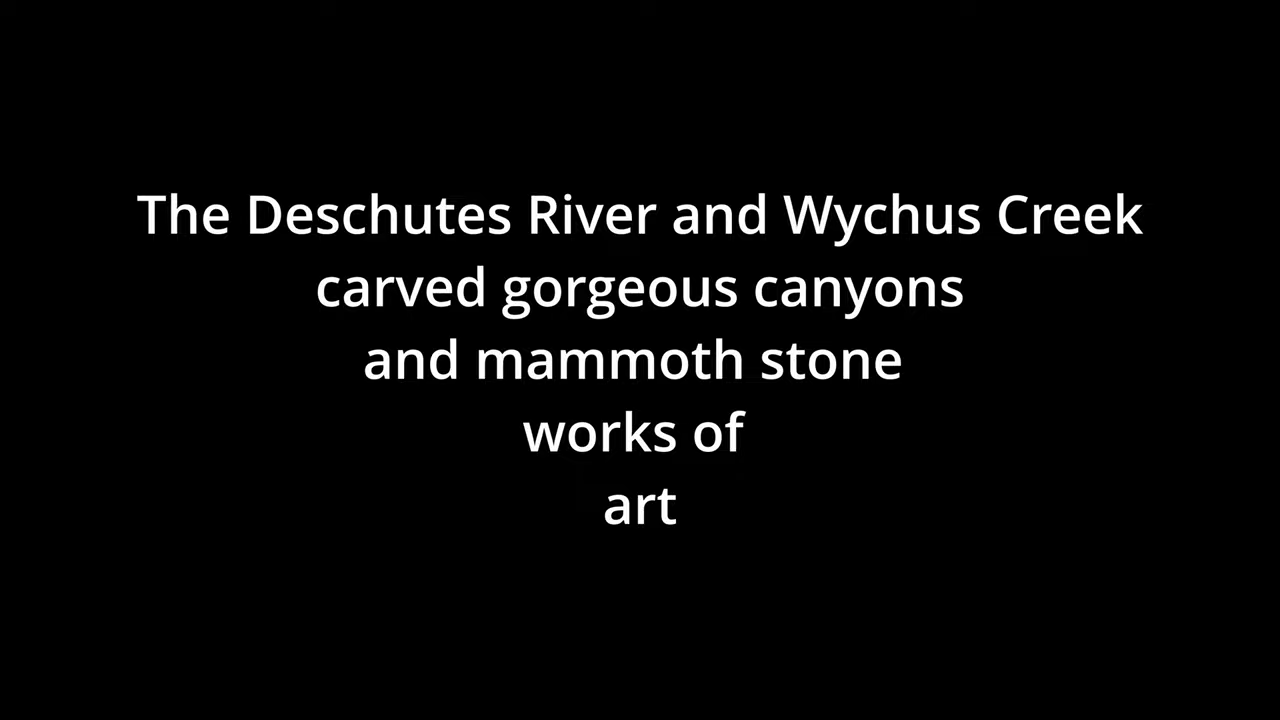 The Deschutes River and Wychus Creek
carved gorgeous canyons
and mammoth stone
works of
art